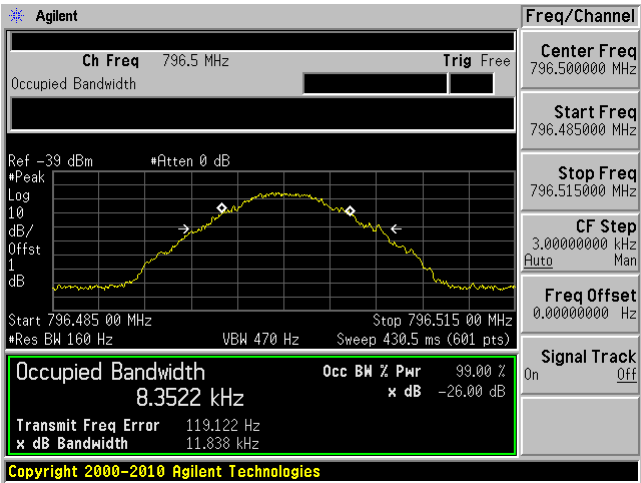 Agilent
Freq/Channel
Ch Freq 796.5 MHz Trig Free
Occupied Bandwidth
Center Freq
796.500000 MHz
Start Freq
796.485000 MHz
Stop Freq
796.515000 MHz
CF Step
3.00000000 kHz
Auto Man
Freq Offset
0.00000000 Hz
Signal Track
On Off
Ref -39 dBm #Atten 0 dB
#Peak
Log
10
dB/
Offst
1
dB
Start 796.485 00 MHz Stop 796.515 00 MHz
#Res BW 160 Hz VBW 470 Hz Sweep 430.5 ms (601 pts)
Occupied Bandwidth Occ BW % Pwr 99.00 %
8.3522 kHz x dB -26.00 dB
Transmit Freq Error 119.122 Hz
x dB Bandwidth 11.838 kHz
Copyright 2000-2010 Agilent Technologies